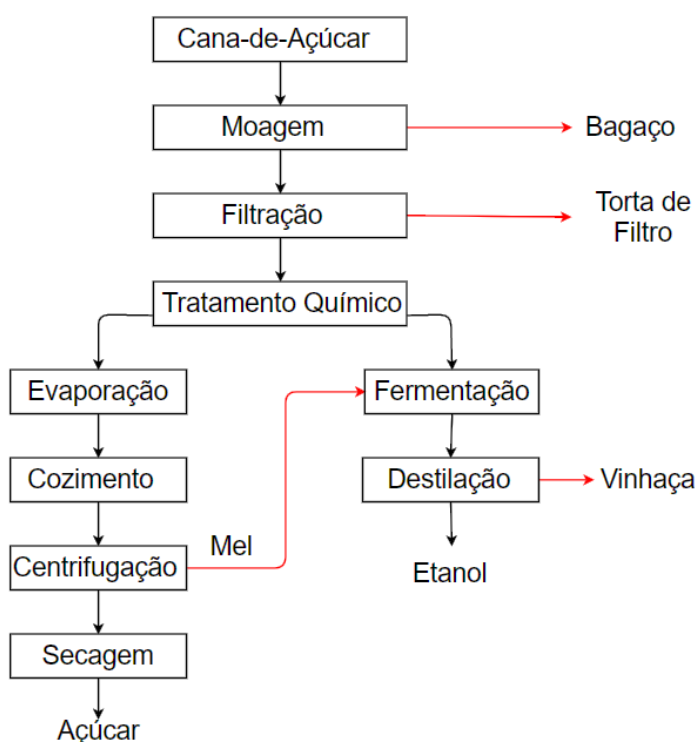 Cana-de-Açúcar
Moagem
Bagaço
Filtração
Torta de
Filtro
Tratamento Químico
Evaporação
Fermentação
Cozimento
Destilação
Vinhaça
Mel
Centrifugação
Etanol
Secagem
Açúcar